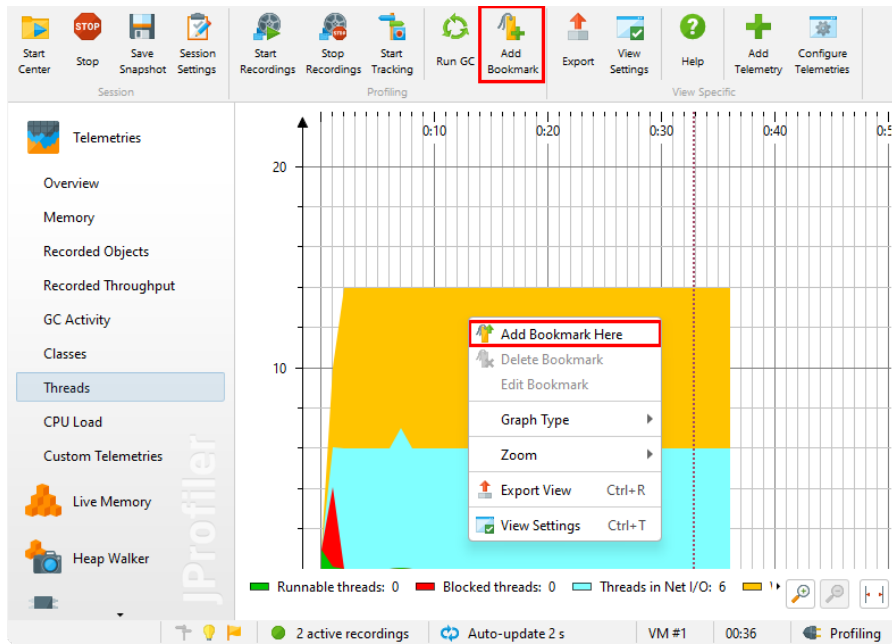 Start Center
Stop
Save Snapshot
Session Settings
Start Recordings
Stop Recordings
Start Tracking
Run GC
Add Bookmark
Export
View Settings
Help
Add Telemetry
Configure Telemetries
Session
Profiling
View Specific
Telemetries
Overview
Memory
Recorded Objects
Recorded Throughput
GC Activity
Classes
Threads
CPU Load
Custom Telemetries
Live Memory
Heap Walker
JProfiler
0:10 0:20 0:30 0:40 0:5
20
10
Add Bookmark Here
Delete Bookmark
Edit Bookmark
Graph Type
Zoom
Export View Ctrl+R
View Settings Ctrl+T
Runnable threads: 0 Blocked threads: 0 Threads in Net I/O: 6
2 active recordings Auto-update 2 s VM #1 00:36 Profiling